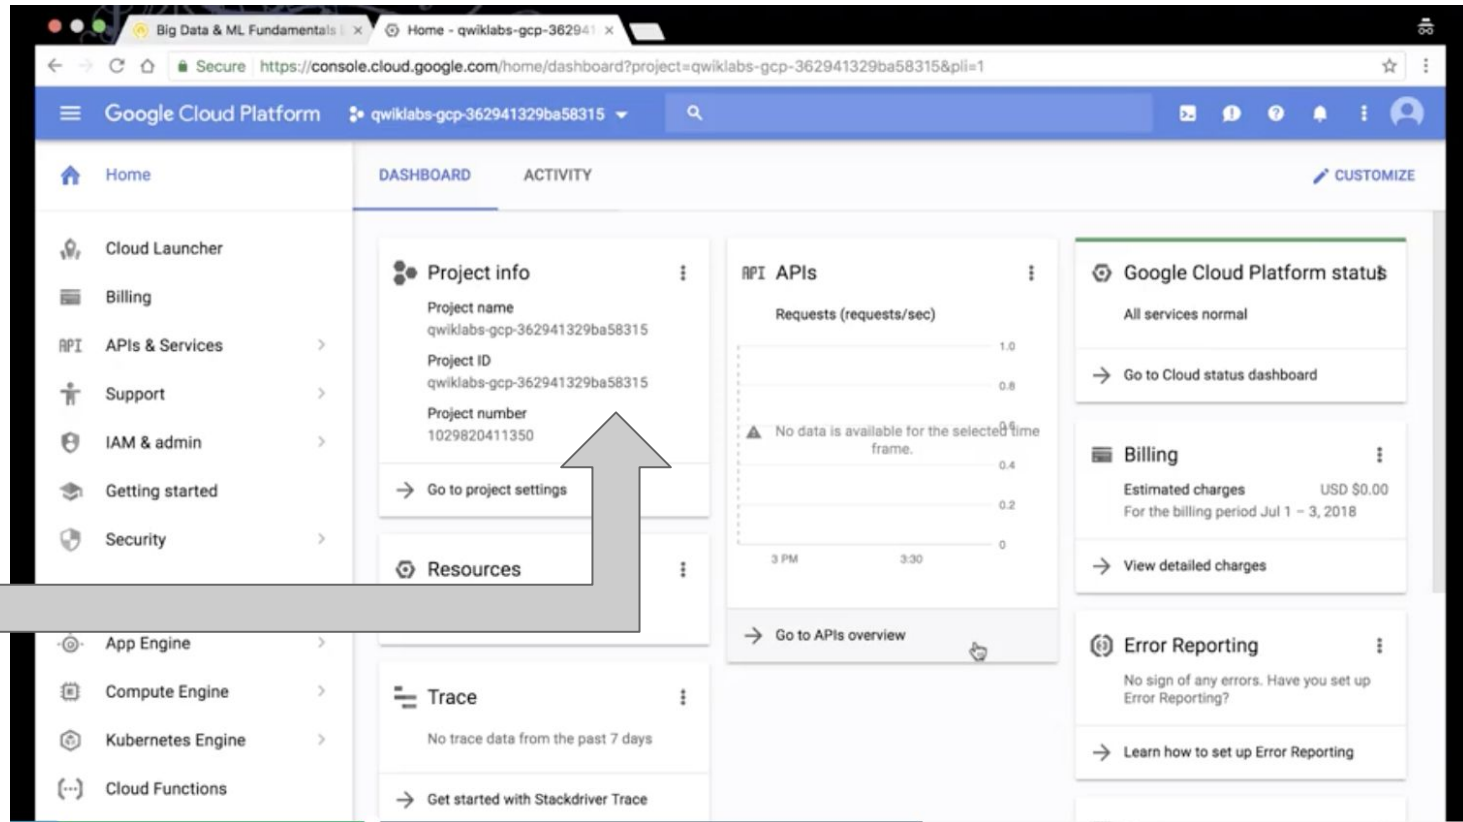 Big Data & ML Fundamentals
Home - qwiklabs-gcp-36294
Secure https://console.cloud.google.com/home/dashboard?project=qwiklabs-gcp-362941329ba58315&pli=1
Google Cloud Platform
qwiklabs-gcp-362941329ba58315
Home
DASHBOARD
ACTIVITY
CUSTOMIZE
Cloud Launcher
Billing
API APIs & Services
Support
IAM & admin
Getting started
Security
App Engine
Compute Engine
Kubernetes Engine
Cloud Functions
Project info
Project name
qwiklabs-gcp-362941329ba58315
Project ID
qwiklabs-gcp-362941329ba58315
Project number
1029820411350
Go to project settings
Resources
Trace
No trace data from the past 7 days
Get started with Stackdriver Trace
API APIs
Requests (requests/sec)
1.0
0.8
0.6
No data is available for the selected time
frame.
0.4
0.2
0
3 PM
3:30
Go to APIs overview
Google Cloud Platform status
All services normal
Go to Cloud status dashboard
Billing
Estimated charges USD $0.00
For the billing period Jul 1 – 3, 2018
View detailed charges
Error Reporting
No sign of any errors. Have you set up
Error Reporting?
Learn how to set up Error Reporting